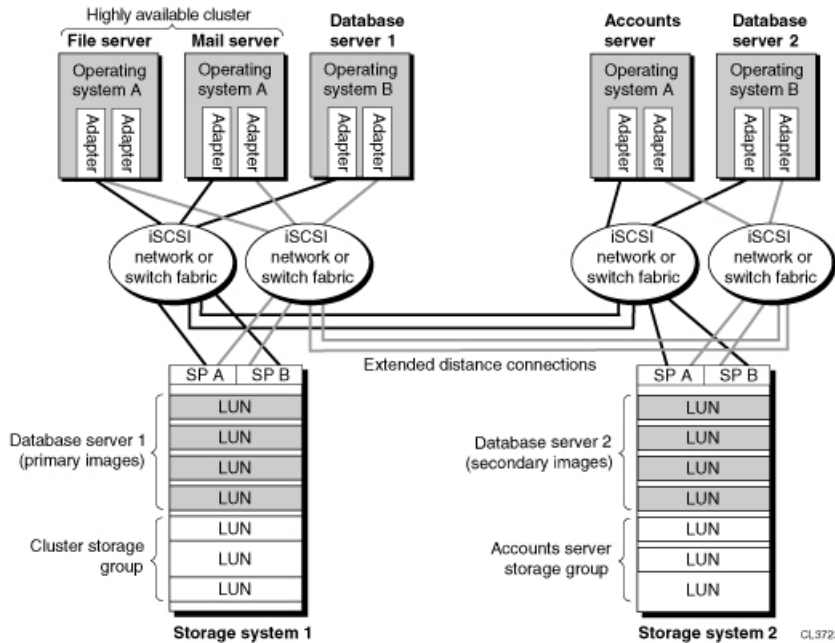 Highly available cluster
File server
Mail server
Database
server 1
Accounts
server
Database
server 2
Operating
system A
Adapter
Adapter
Operating
system A
Adapter
Adapter
Operating
system B
Adapter
Adapter
Operating
system A
Adapter
Adapter
Operating
system B
Adapter
Adapter
iSCSI
network or
switch fabric
iSCSI
network or
switch fabric
iSCSI
network or
switch fabric
iSCSI
network or
switch fabric
Extended distance connections
SP A
SP B
LUN
LUN
LUN
LUN
LUN
LUN
LUN
Database server 1
(primary images)
Cluster storage
group
Storage system 1
SP A
SP B
LUN
LUN
LUN
LUN
LUN
LUN
LUN
Database server 2
(secondary images)
Accounts server
storage group
Storage system 2